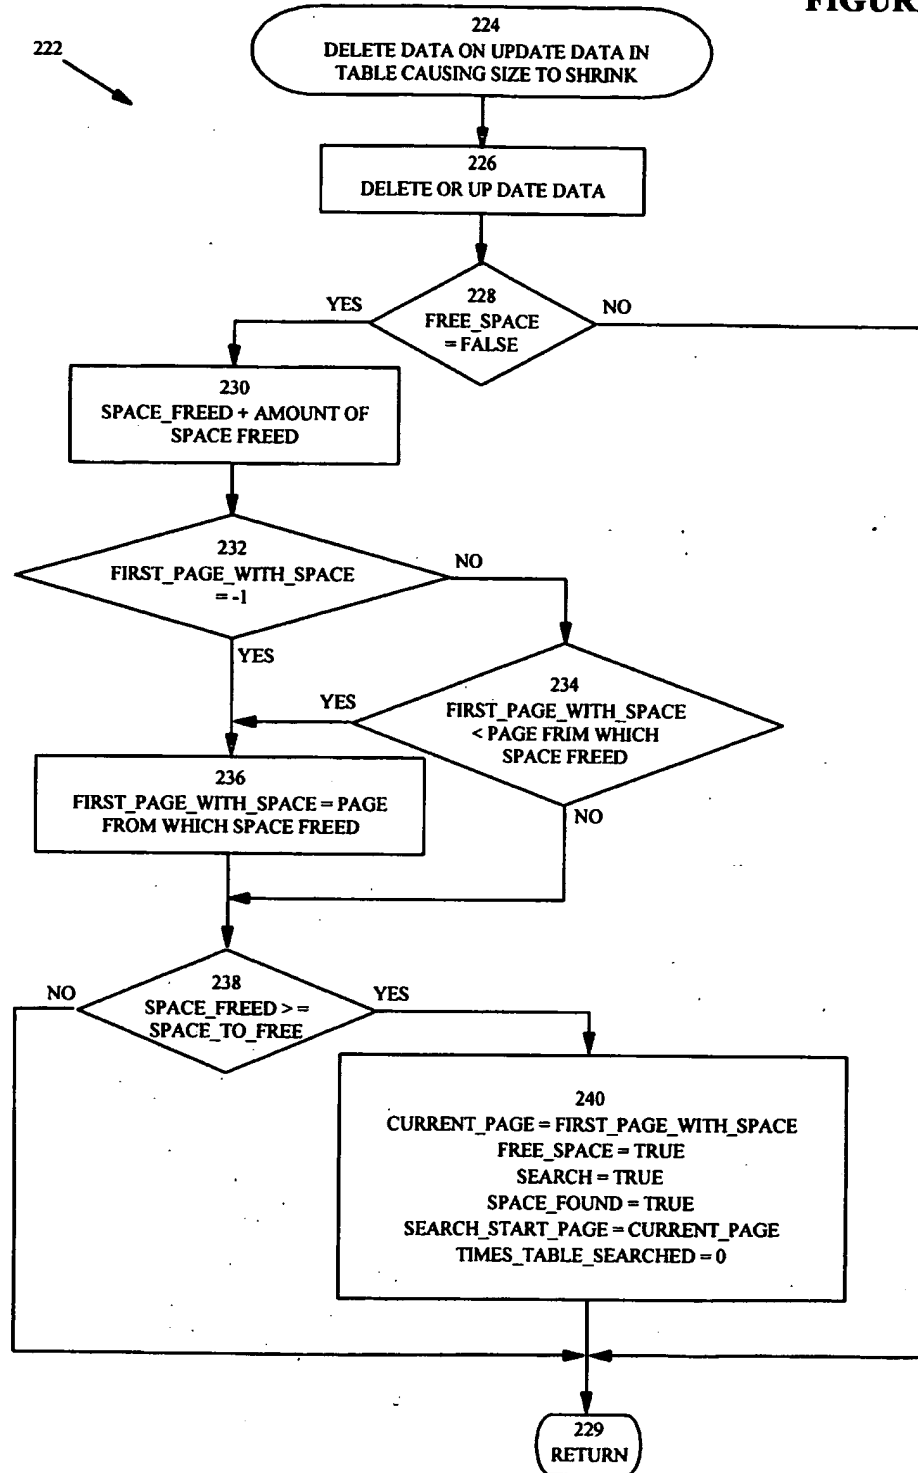 FIGUR
222
224
DELETE DATA ON UPDATE DATA IN
TABLE CAUSING SIZE TO SHRINK
226
DELETE OR UP DATE DATA
228
FREE_SPACE
= FALSE
YES
NO
230
SPACE_FREED + AMOUNT OF
SPACE FREED
232
FIRST_PAGE_WITH_SPACE
= -1
NO
YES
234
FIRST_PAGE_WITH_SPACE
< PAGE FRIM WHICH
SPACE FREED
YES
NO
236
FIRST_PAGE_WITH_SPACE = PAGE
FROM WHICH SPACE FREED
238
SPACE_FREED > =
SPACE_TO_FREE
NO
YES
240
CURRENT_PAGE = FIRST_PAGE_WITH_SPACE
FREE_SPACE = TRUE
SEARCH = TRUE
SPACE_FOUND = TRUE
SEARCH_START_PAGE = CURRENT_PAGE
TIMES_TABLE_SEARCHED = 0
229
RETURN